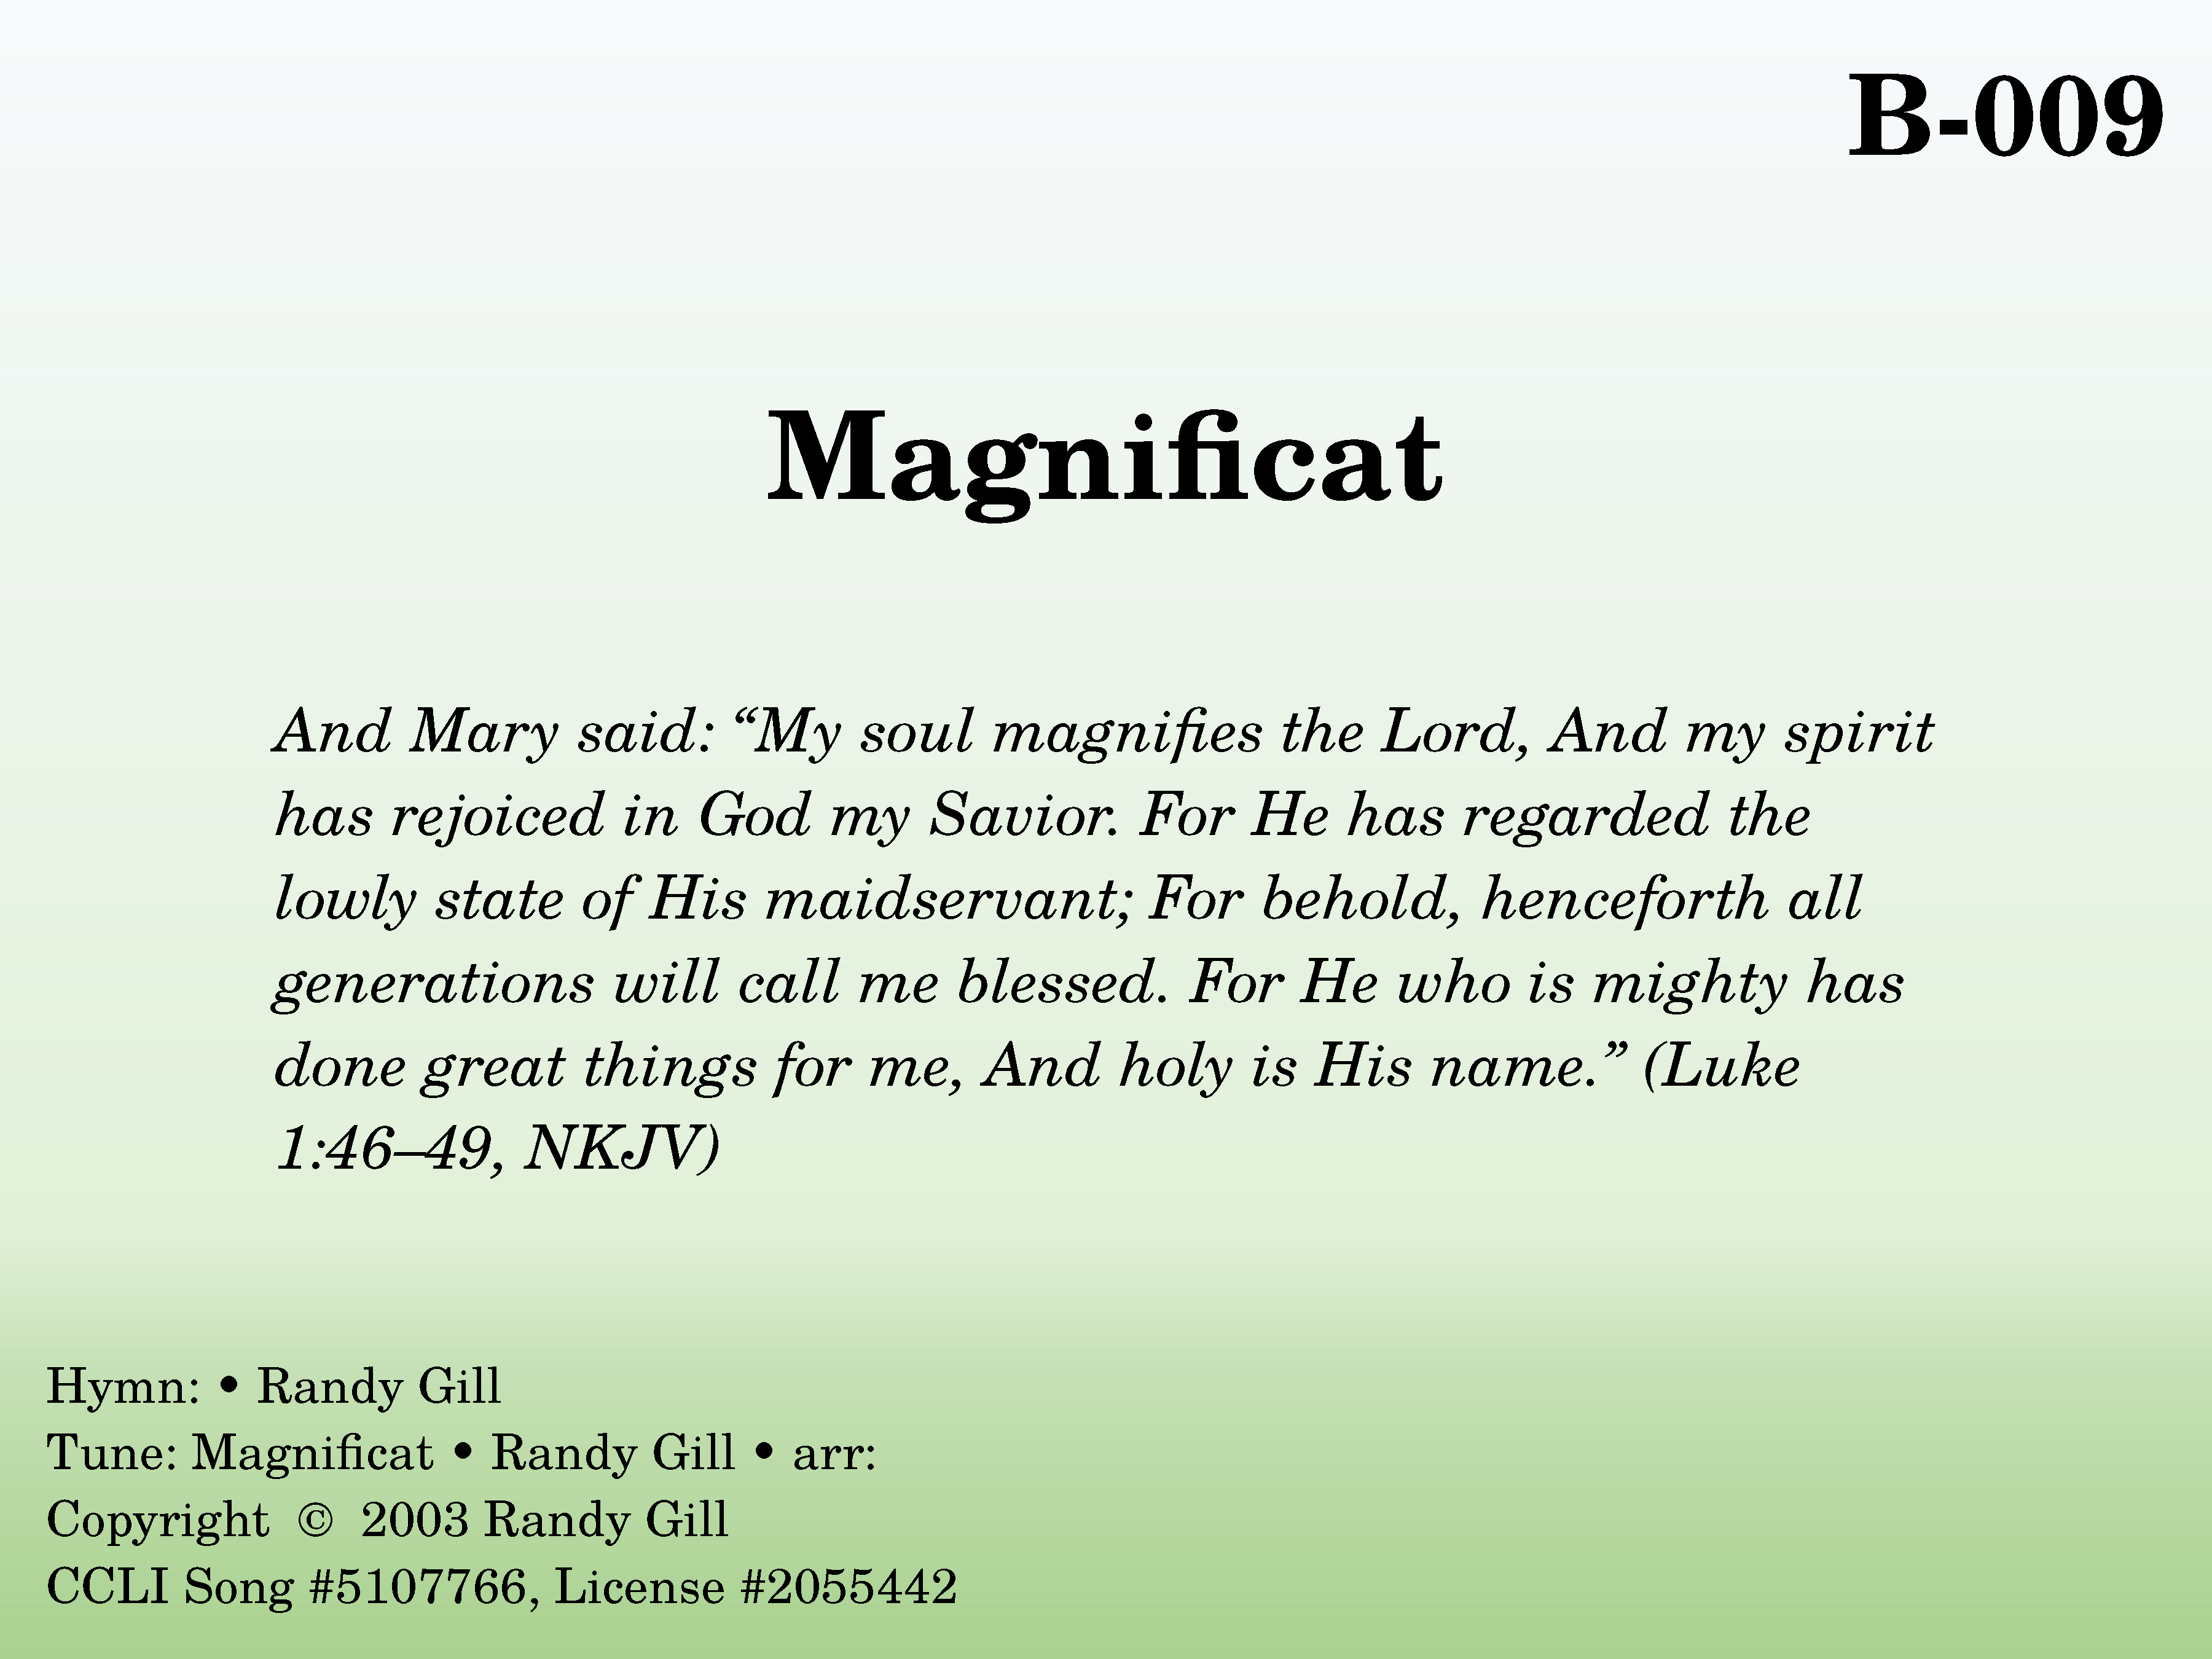 B-009
Magnificat
And Mary said: “My soul magnifies the Lord, And my spirit
has rejoiced in God my Savior. For He has regarded the
lowly state of His maidservant; For behold, henceforth all
generations will call me blessed. For He who is mighty has
done great things for me, And holy is His name.” (Luke
1:46–49, NKJV)
Hymn: • Randy Gill
Tune: Magnificat • Randy Gill • arr:
Copyright © 2003 Randy Gill
CCLI Song #5107766, License #2055442